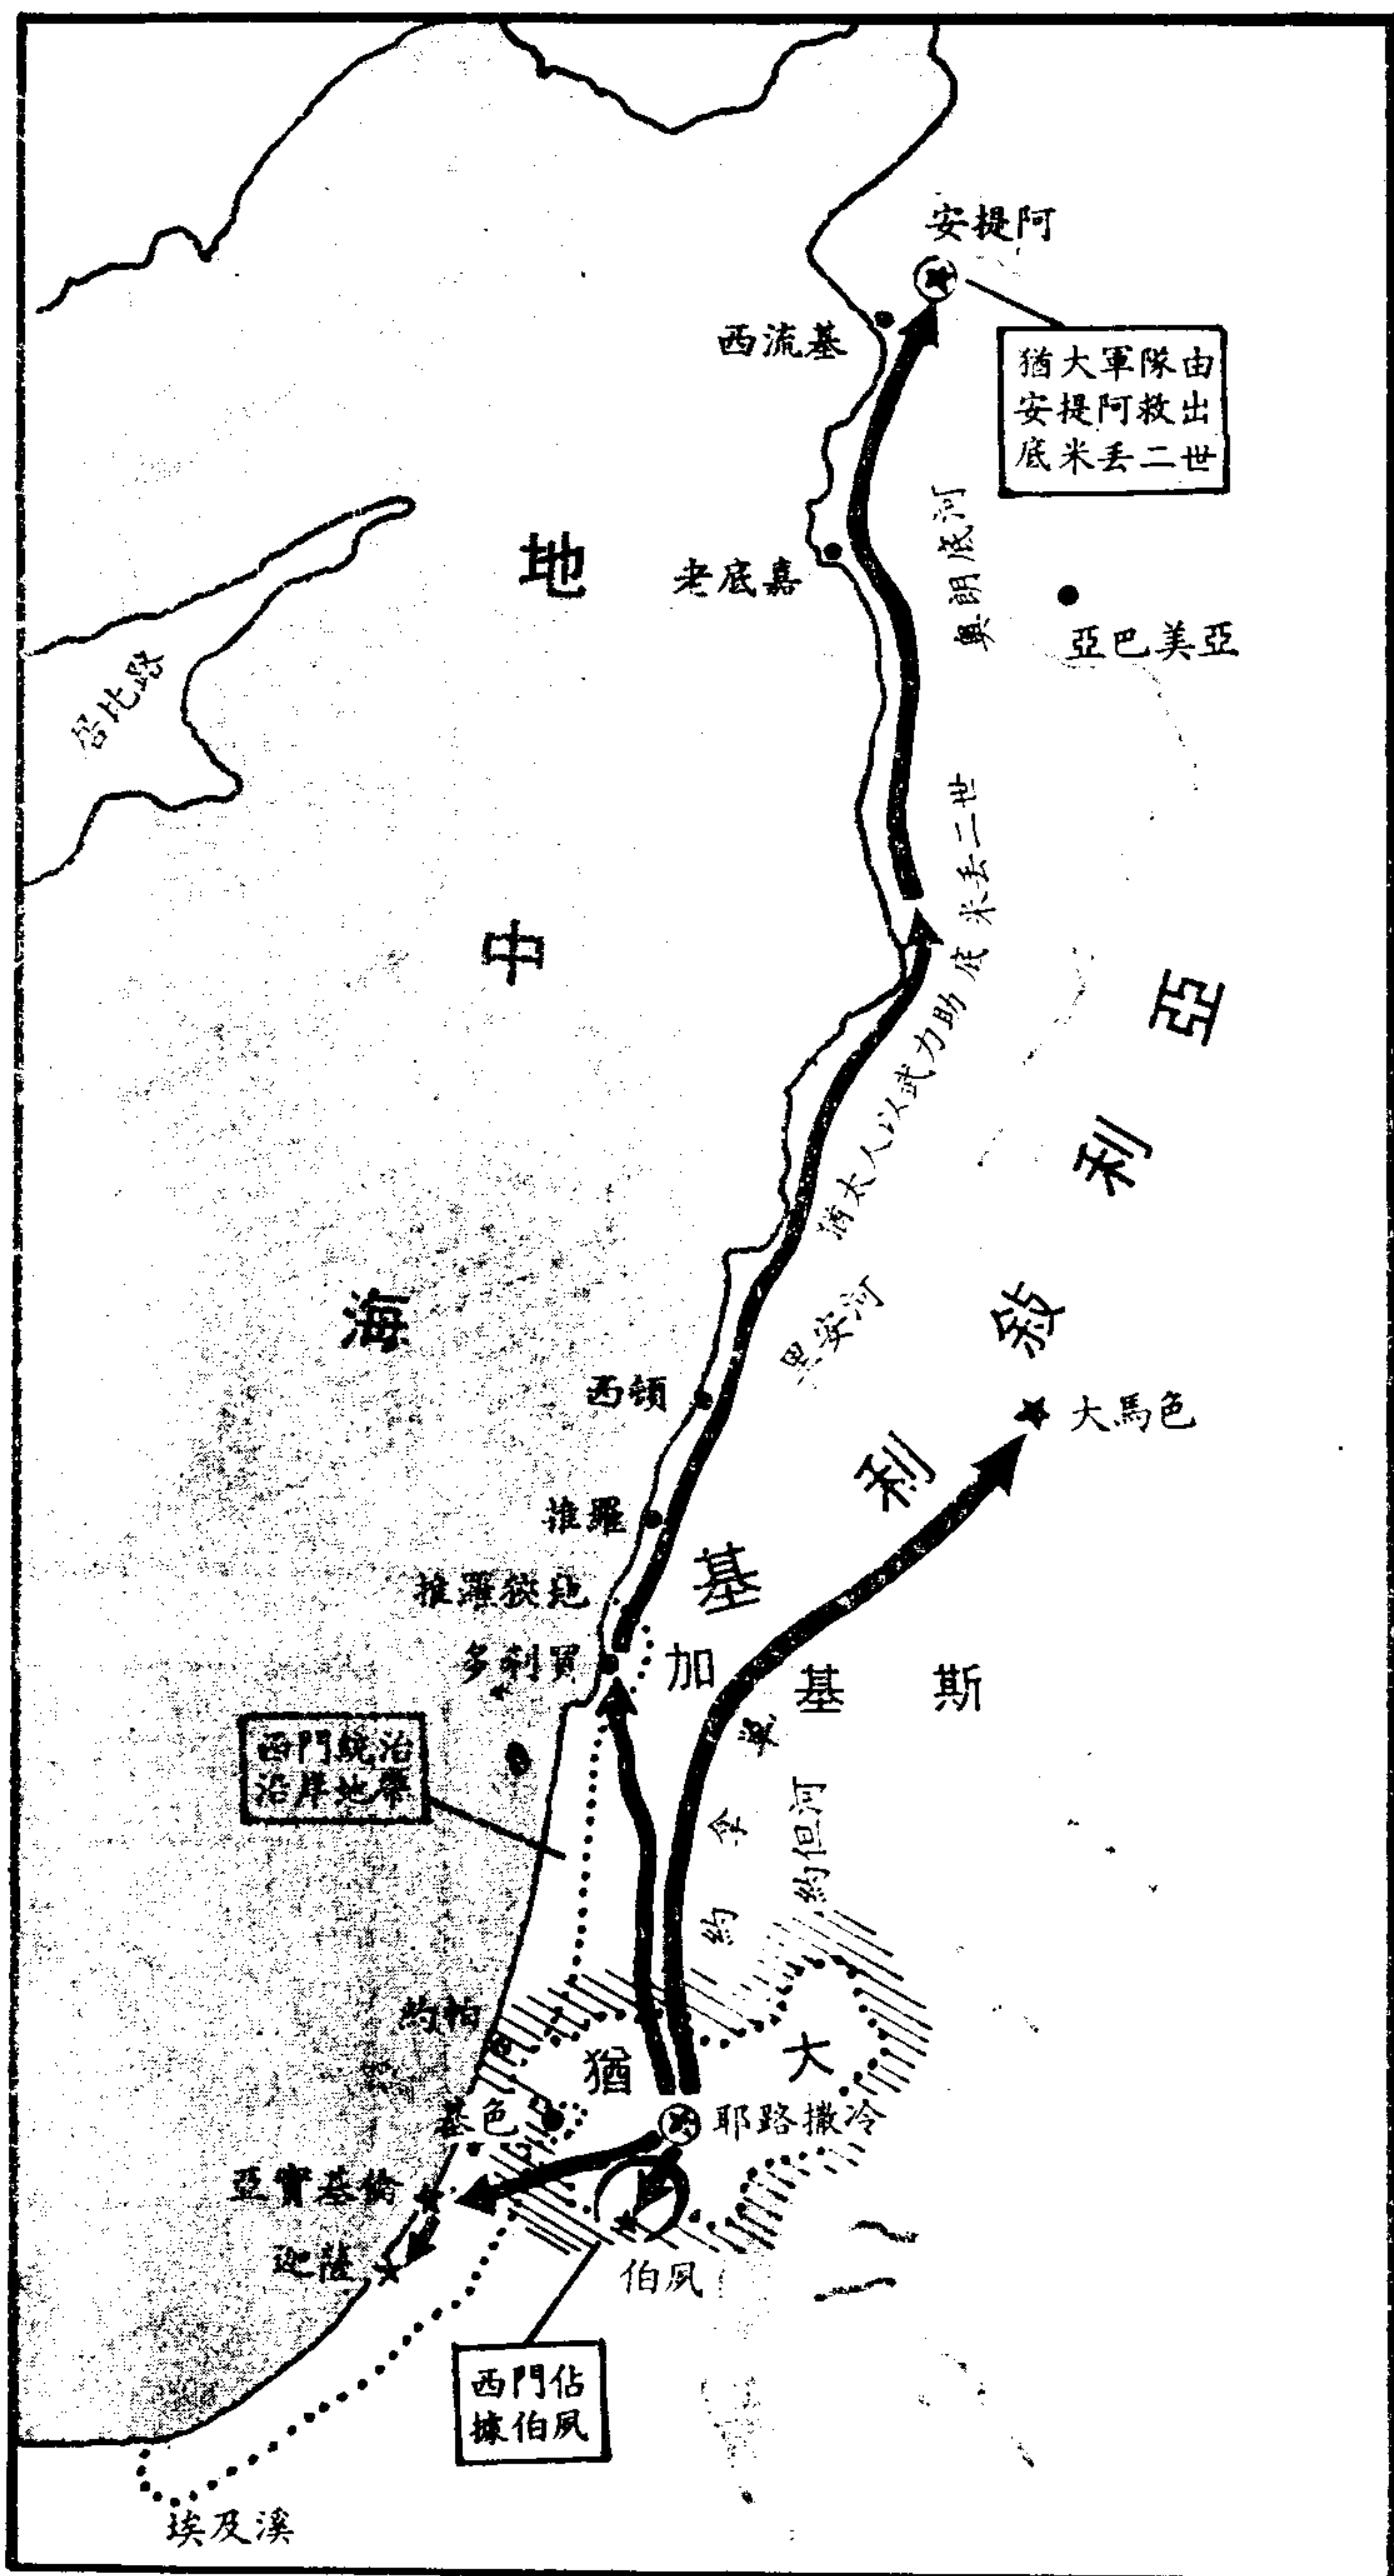 安提阿
西流基
猶大軍隊由
安提阿救出
底米丟二世
地中海
老底嘉
奧朗底河
亞巴美亞
居比路
猶太人以武力助底米丟二世
敍利亞
里安河
西頓
大馬色
推羅
推羅狹地
多利買
基利
加
基
斯
西門統治
沿岸地帶
約但河
約拿
約帕
猶大
基色
耶路撒冷
亞實基倫
迦薩
伯夙
西門佔
據伯夙
埃及溪